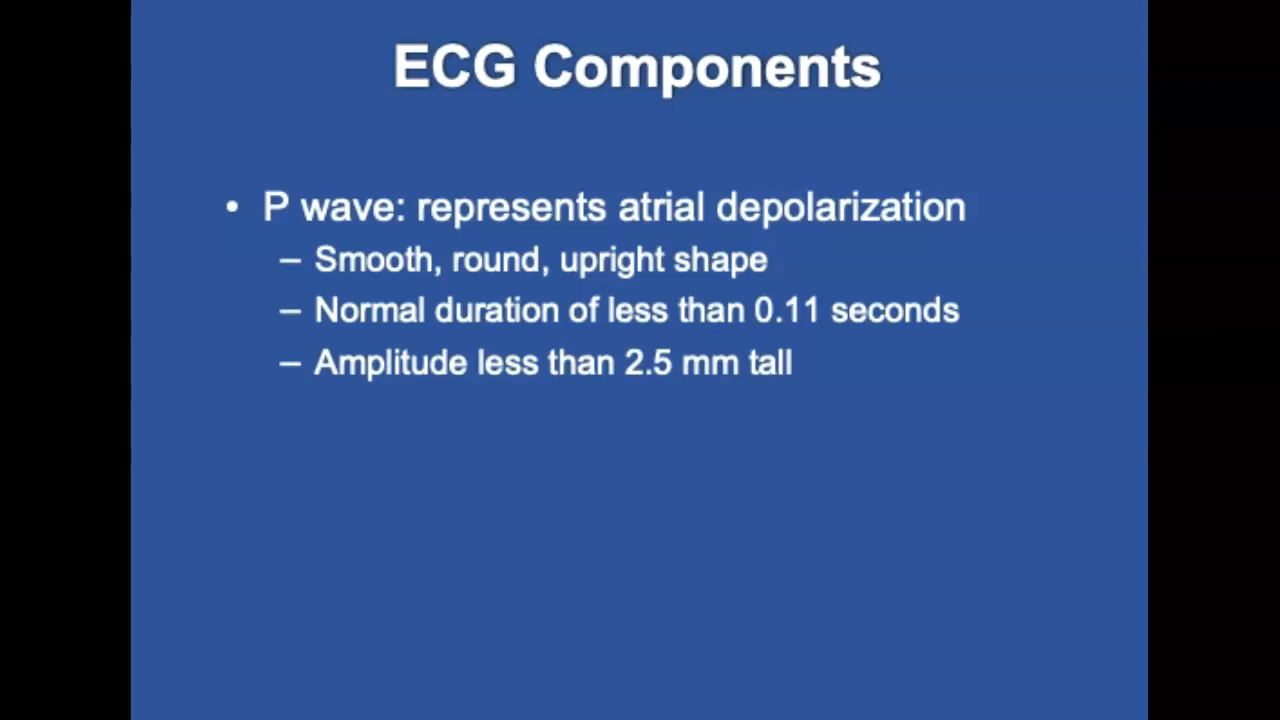 ECG Components
• P wave: represents atrial depolarization
– Smooth, round, upright shape
– Normal duration of less than 0.11 seconds
– Amplitude less than 2.5 mm tall